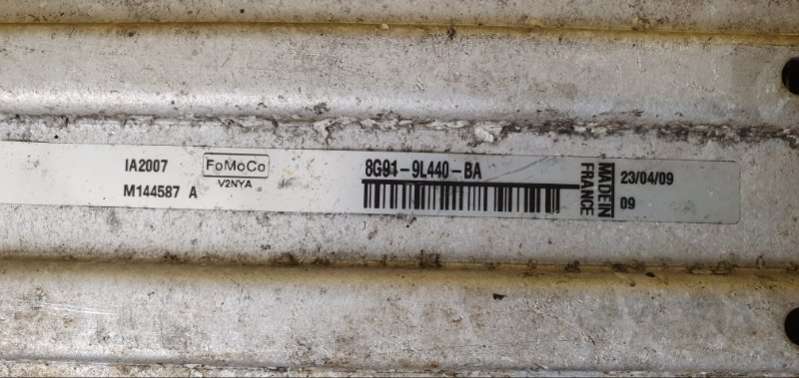 IA2007
M144587 A
FoMoCo
V2NYA
8G91-9L440-BA
MADE IN
FRANCE
23/04/09
09